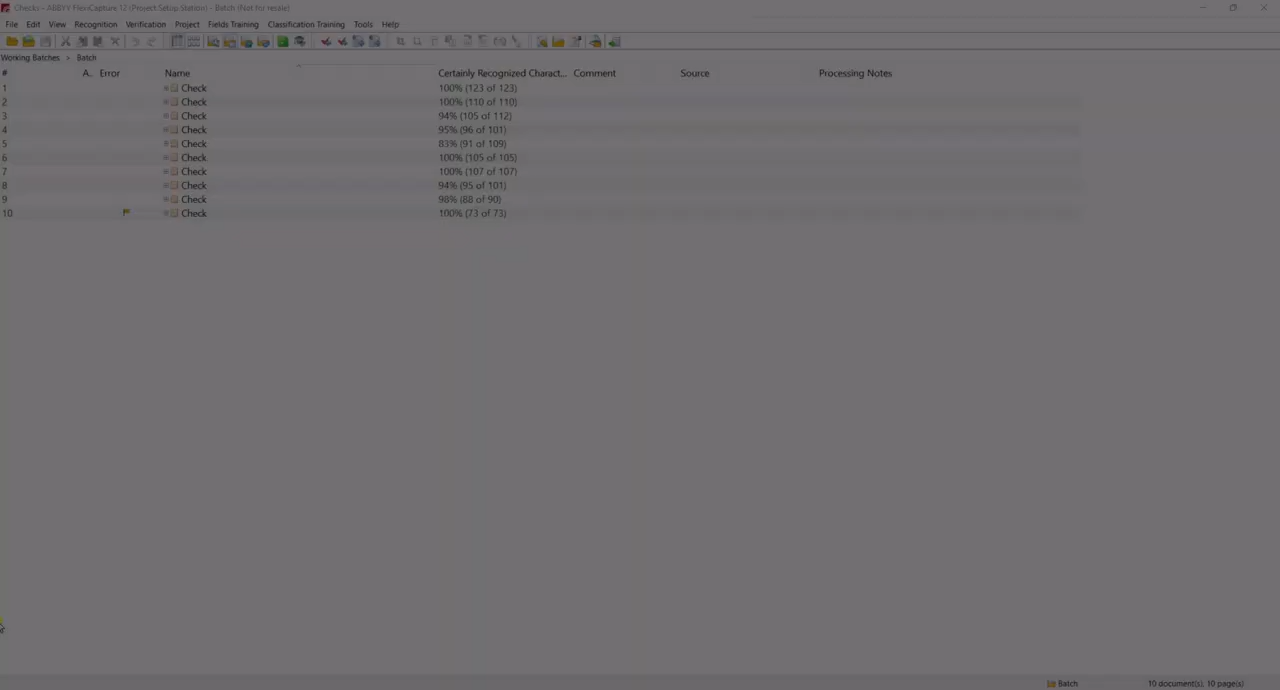 Checks - ABBYY FlexiCapture 12 (Project Setup Station) - Batch (Not for resale)
File Edit View Recognition Verification Project Fields Training Classification Training Tools Help
Working Batches > Batch
# A.. Error Name Certainly Recognized Charact... Comment Source Processing Notes
1 Check 100% (123 of 123)
2 Check 100% (110 of 110)
3 Check 94% (105 of 112)
4 Check 95% (96 of 101)
5 Check 83% (91 of 109)
6 Check 100% (105 of 105)
7 Check 100% (107 of 107)
8 Check 94% (95 of 101)
9 Check 98% (88 of 90)
10 Check 100% (73 of 73)
Batch 10 document(s), 10 page(s)